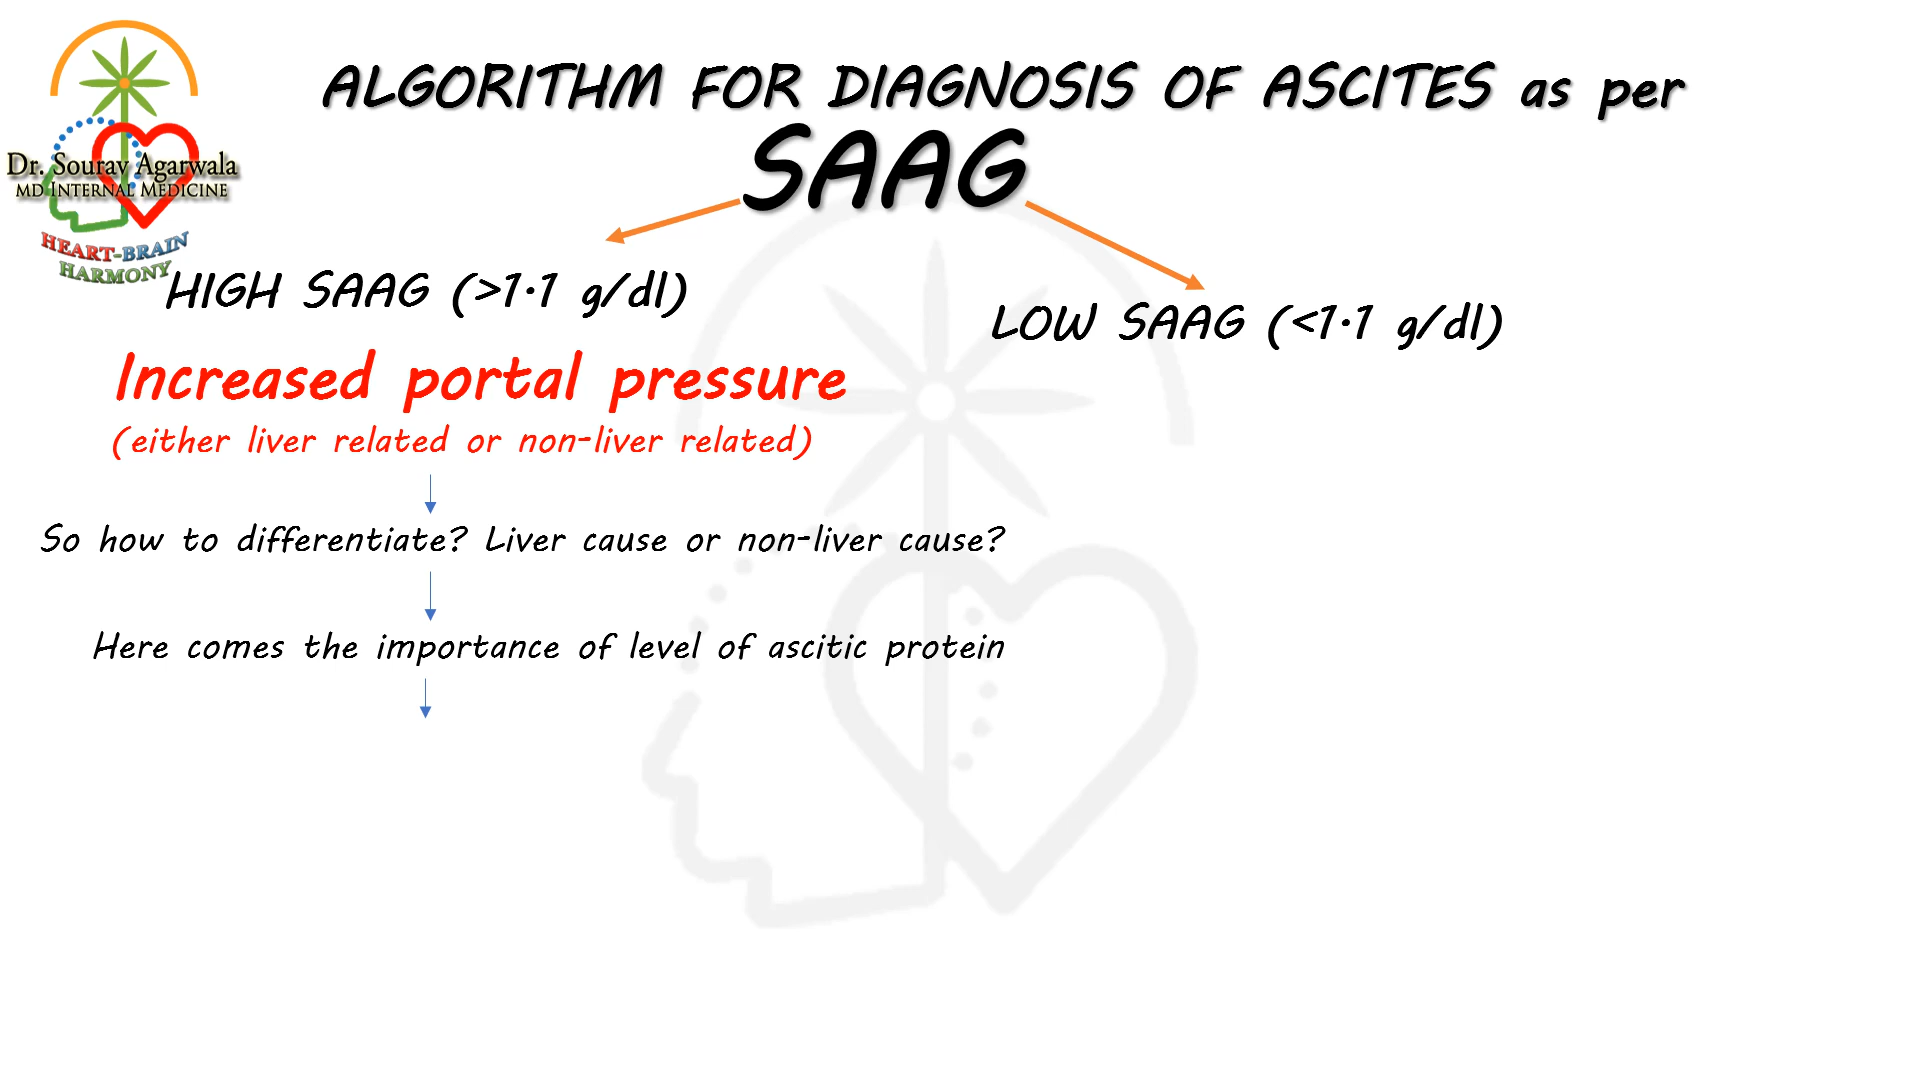 ALGORITHM FOR DIAGNOSIS OF ASCITES as per
SAAG
Dr. Sourav Agarwala
MD INTERNAL MEDICINE
HEART-BRAIN
HARMONY
HIGH SAAG (>1.1 g/dl)
Increased portal pressure
(either liver related or non-liver related)
So how to differentiate? Liver cause or non-liver cause?
Here comes the importance of level of ascitic protein
LOW SAAG (<1.1 g/dl)